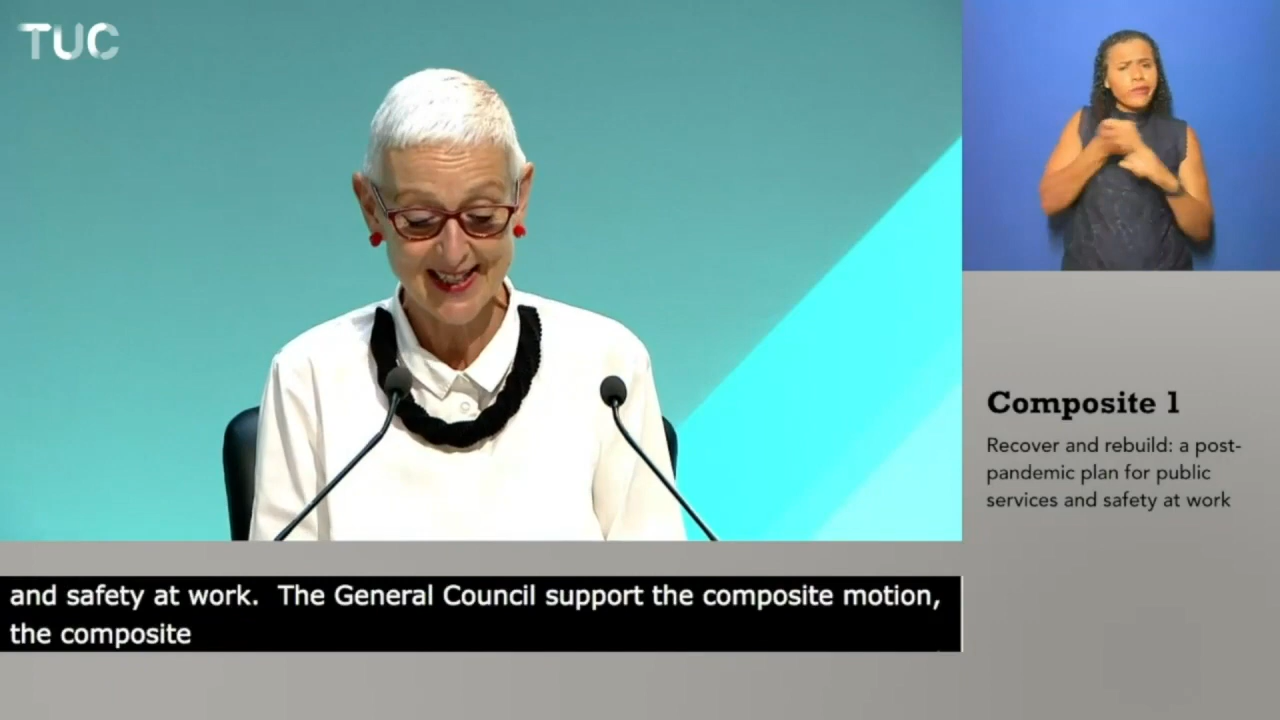 TUC
Composite 1
Recover and rebuild: a post-
pandemic plan for public
services and safety at work
and safety at work.  The General Council support the composite motion,
the composite